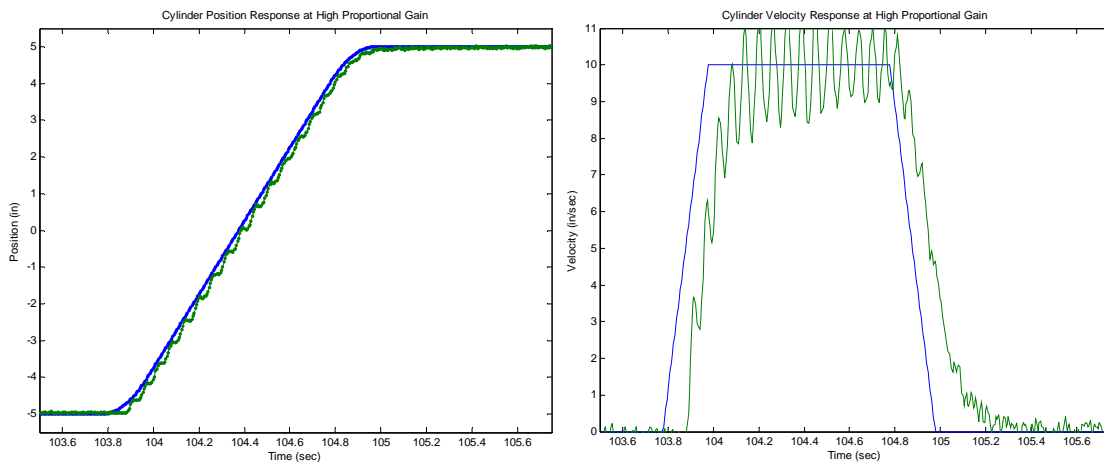 Cylinder Position Response at High Proportional Gain
5
4
3
2
1
0
-1
-2
-3
-4
-5
Position (in)
103.6 103.8 104 104.2 104.4 104.6 104.8 105 105.2 105.4 105.6
Time (sec)
Cylinder Velocity Response at High Proportional Gain
11
10
9
8
7
6
5
4
3
2
1
0
Velocity (in/sec)
103.6 103.8 104 104.2 104.4 104.6 104.8 105 105.2 105.4 105.6
Time (sec)